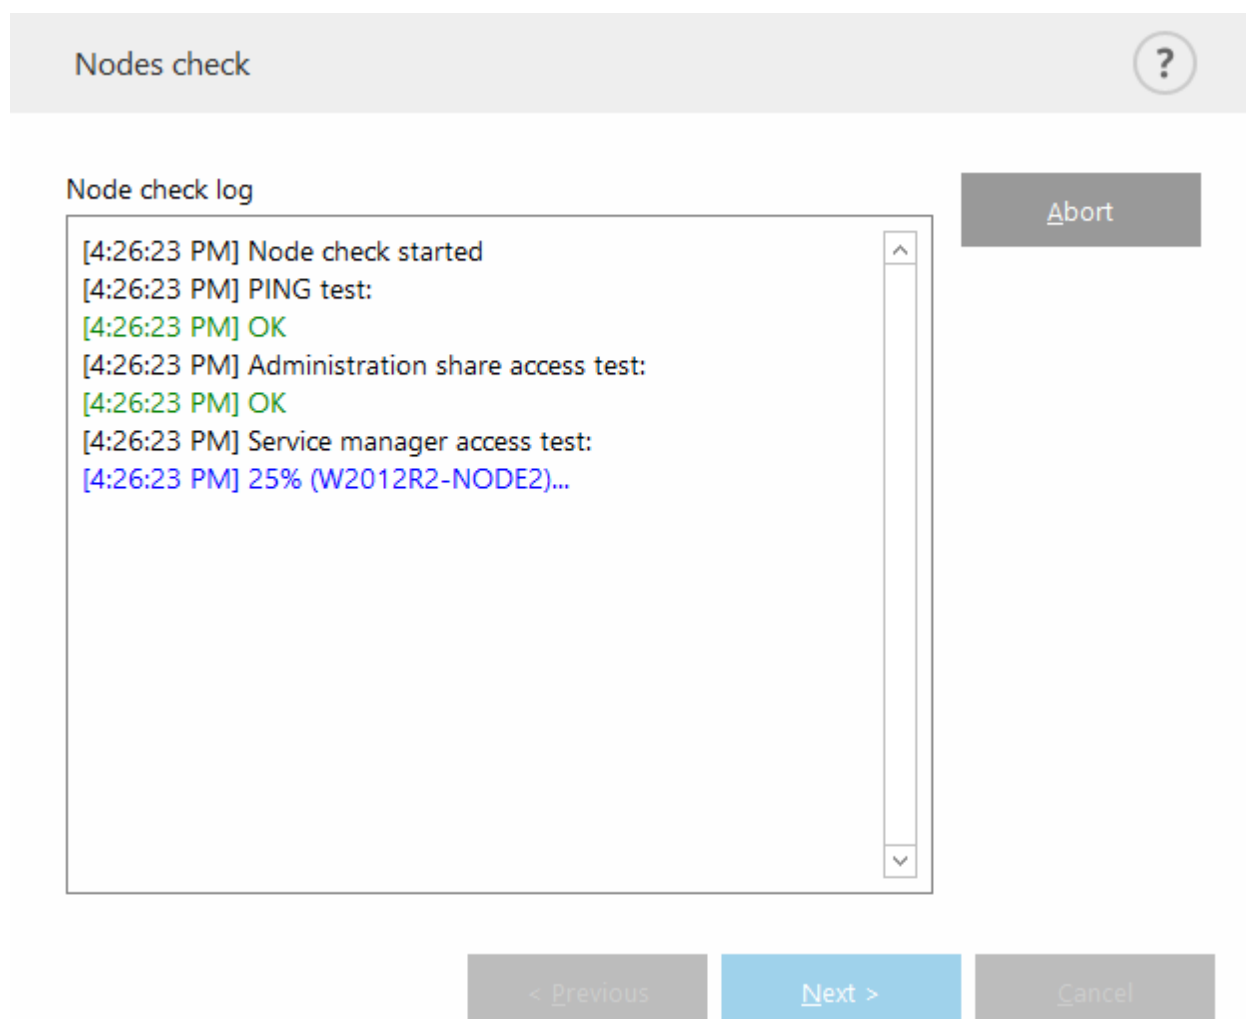 Nodes check
?
Node check log
Abort
[4:26:23 PM] Node check started
[4:26:23 PM] PING test:
[4:26:23 PM] OK
[4:26:23 PM] Administration share access test:
[4:26:23 PM] OK
[4:26:23 PM] Service manager access test:
[4:26:23 PM] 25% (W2012R2-NODE2)...
< Previous
Next >
Cancel